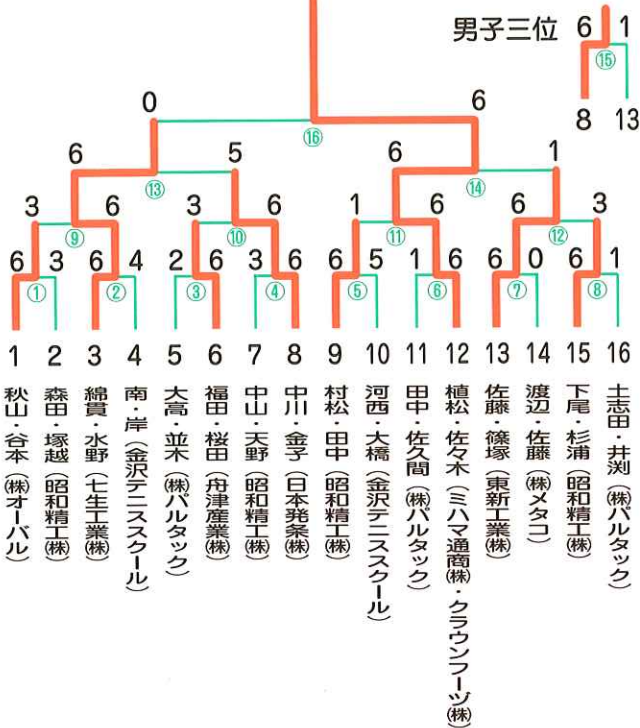 男子三位 6 1
⑮
8 13
0 6
⑯
6 5 6 1
⑬ ⑭
3 6 3 6 1 6 6 3
⑨ ⑩ ⑪ ⑫
6 3 6 4 2 6 3 6 6 5 1 6 6 0 6 1
① ② ③ ④ ⑤ ⑥ ⑦ ⑧
1 2 3 4 5 6 7 8 9 10 11 12 13 14 15 16
秋山・谷本(㈱オーバル)
森田・塚越(昭和精工㈱)
綿貫・水野(七生工業㈱)
南・岸(金沢テニススクール)
大高・並木(㈱パルタック)
福田・桜田(舟津産業㈱)
中山・天野(昭和精工㈱)
中川・金子(日本発条㈱)
村松・田中(昭和精工㈱)
河西・大橋(金沢テニススクール)
田中・佐久間(㈱パルタック)
植松・佐々木(ミハマ通商㈱・クラウンフーヅ㈱)
佐藤・篠塚(東新工業㈱)
渡辺・佐藤(㈱メタコ)
下尾・杉浦(昭和精工㈱)
土志田・井渕(㈱パルタック)